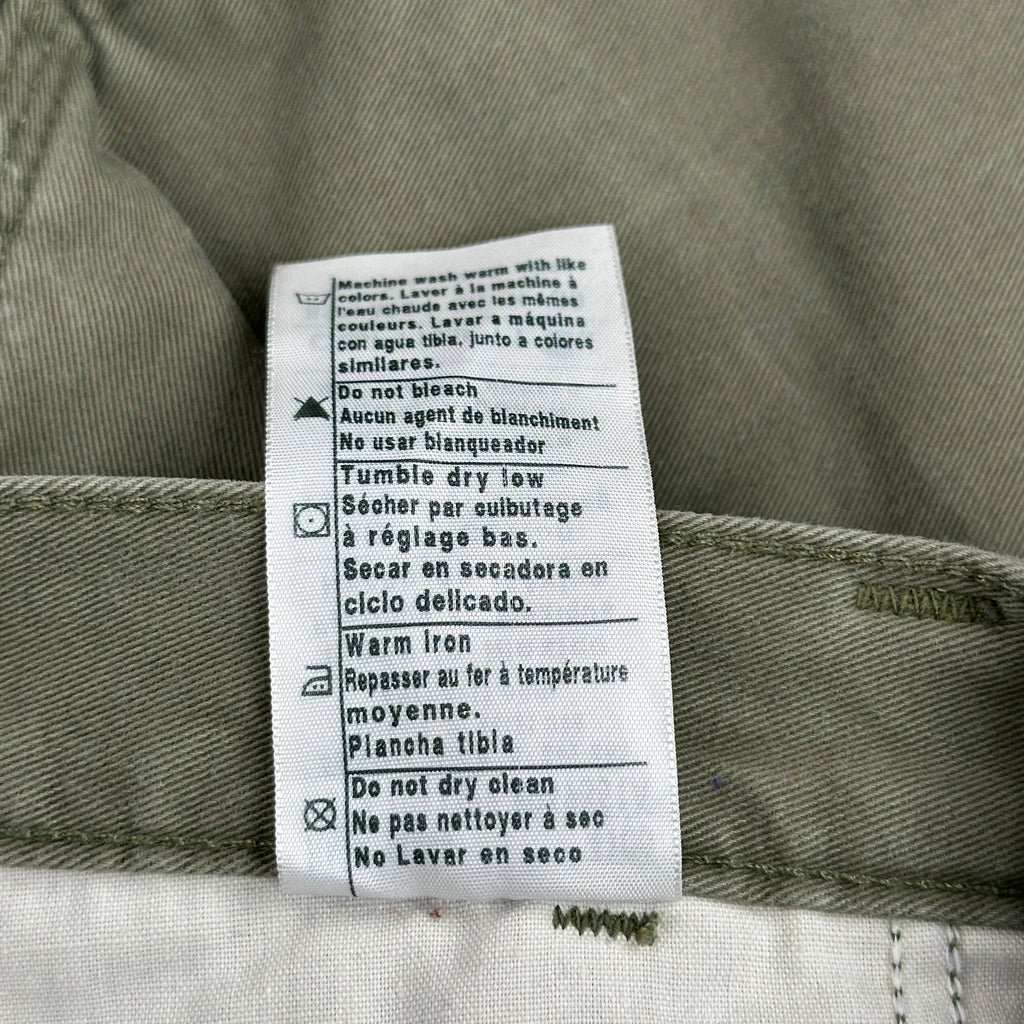 Machine wash warm with like
colors. Laver à la machine à
l'eau chaude avec les mêmes
couleurs. Lavar a máquina
con agua tibla, junto a colores
similares.
Do not bleach
Aucun agent de blanchiment
No usar blanqueador
Tumble dry low
Sécher par culbutage
à réglage bas.
Secar en secadora en
ciclo delicado.
Warm iron
Repasser au fer à température
moyenne.
Plancha tibla
Do not dry clean
Ne pas nettoyer à sec
No Lavar en seco